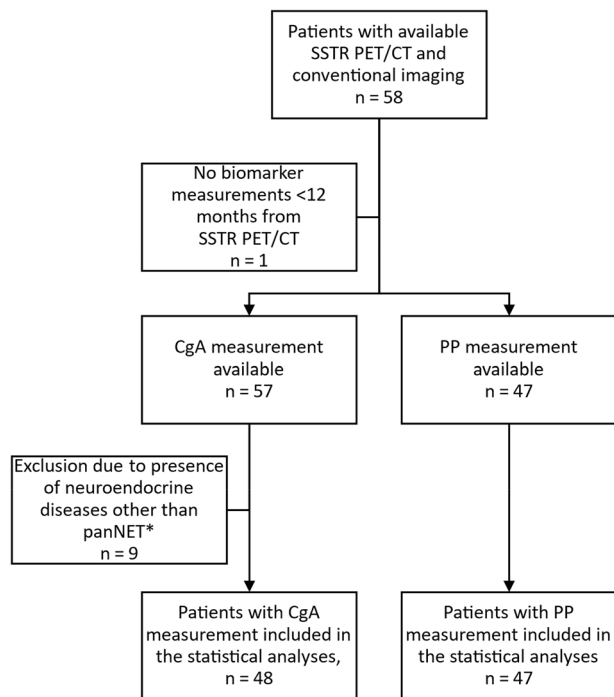 Patients with available
SSTR PET/CT and
conventional imaging
n = 58
No biomarker
measurements <12
months from
SSTR PET/CT
n = 1
CgA measurement
available
n = 57
PP measurement
available
n = 47
Exclusion due to presence
of neuroendocrine
diseases other than
panNET*
n = 9
Patients with CgA
measurement included in
the statistical analyses,
n = 48
Patients with PP
measurement included in
the statistical analyses
n = 47